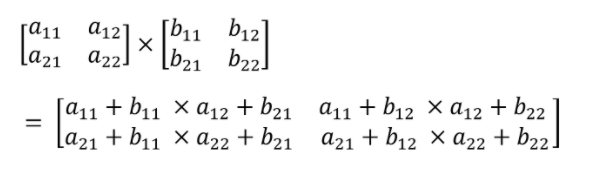 [a₁₁ a₁₂] × [b₁₁ b₁₂]
[a₂₁ a₂₂] [b₂₁ b₂₂]
= [a₁₁ + b₁₁ × a₁₂ + b₂₁ a₁₁ + b₁₂ × a₁₂ + b₂₂]
[a₂₁ + b₁₁ × a₂₂ + b₂₁ a₂₁ + b₁₂ × a₂₂ + b₂₂]